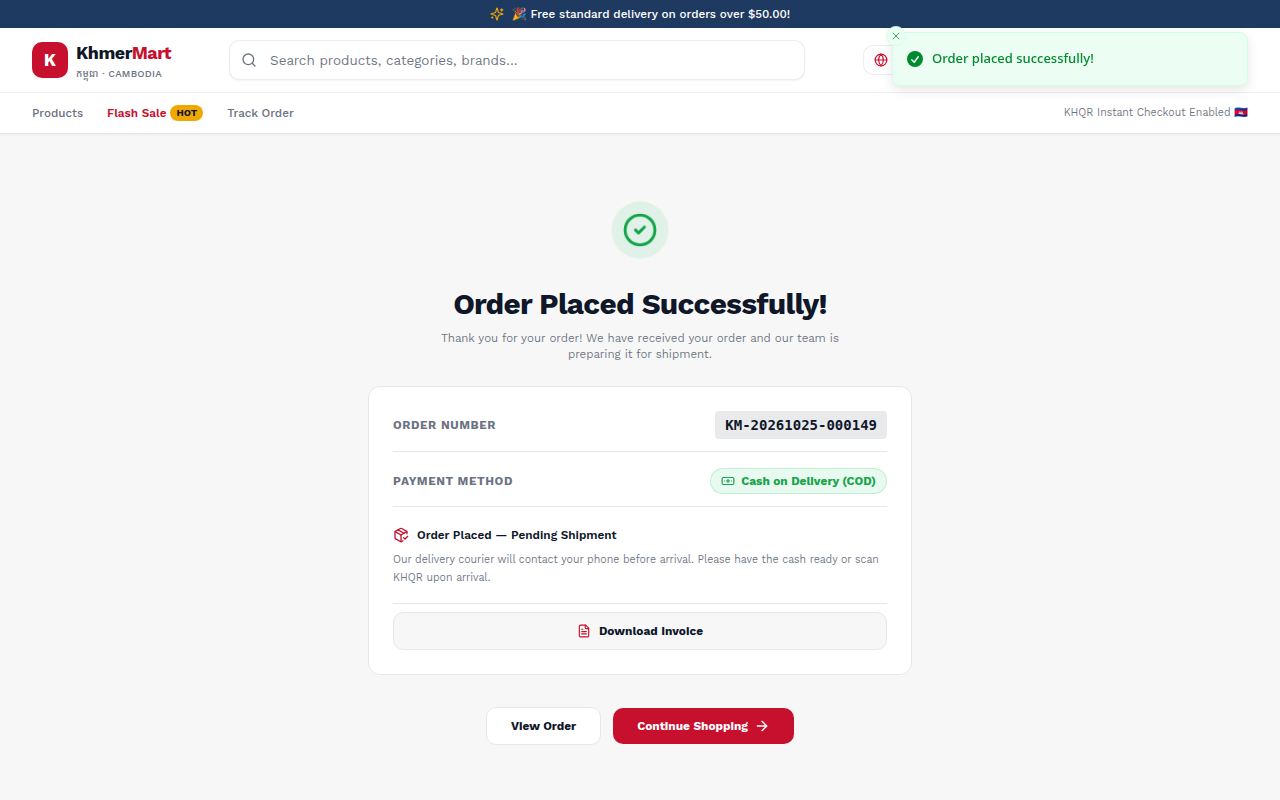 ✨ 🎉 Free standard delivery on orders over $50.00!
K
KhmerMart
កម្ពុជា · CAMBODIA
Search products, categories, brands...
Order placed successfully!
Products
Flash Sale HOT
Track Order
KHQR Instant Checkout Enabled 🇰🇭
Order Placed Successfully!
Thank you for your order! We have received your order and our team is
preparing it for shipment.
ORDER NUMBER
KM-20261025-000149
PAYMENT METHOD
Cash on Delivery (COD)
Order Placed — Pending Shipment
Our delivery courier will contact your phone before arrival. Please have the cash ready or scan
KHQR upon arrival.
Download Invoice
View Order
Continue Shopping